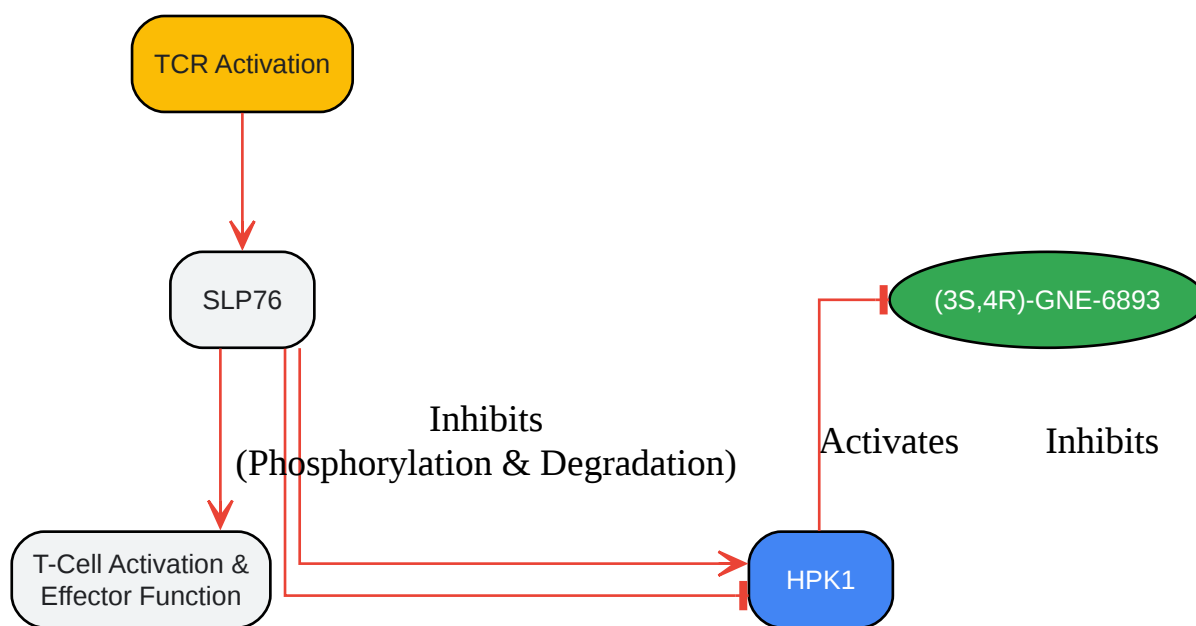 TCR Activation
SLP76
(3S,4R)-GNE-6893
Inhibits
(Phosphorylation & Degradation)
Activates
Inhibits
T-Cell Activation &
Effector Function
HPK1